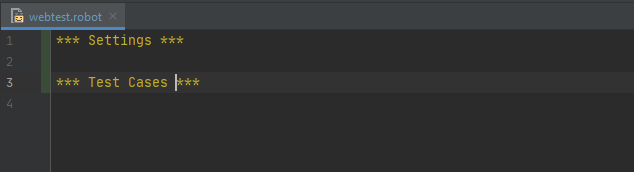 webtest.robot
1 *** Settings ***
2
3 *** Test Cases ***
4